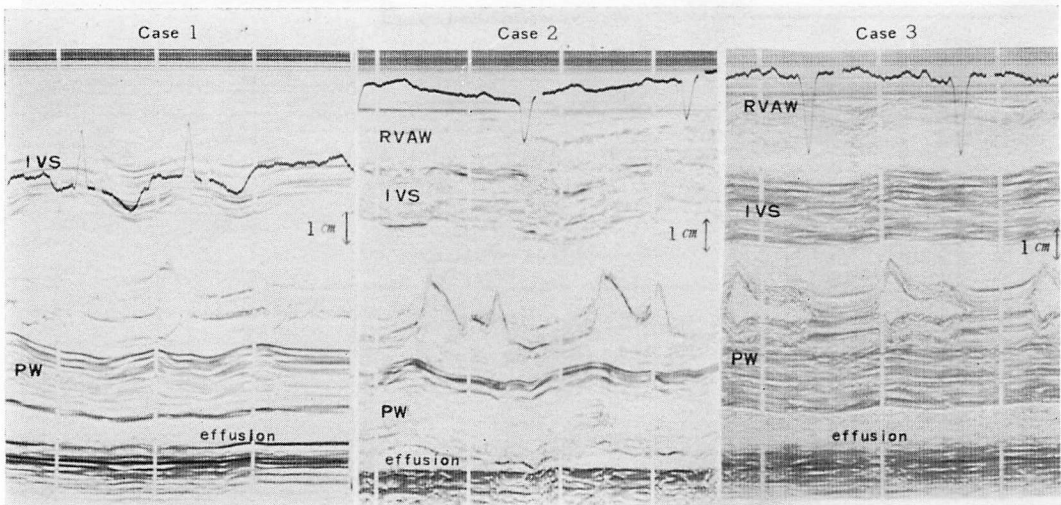 Case 1
IVS
1 cm
PW
effusion
Case 2
RVAW
IVS
1 cm
PW
effusion
Case 3
RVAW
IVS
1 cm
PW
effusion